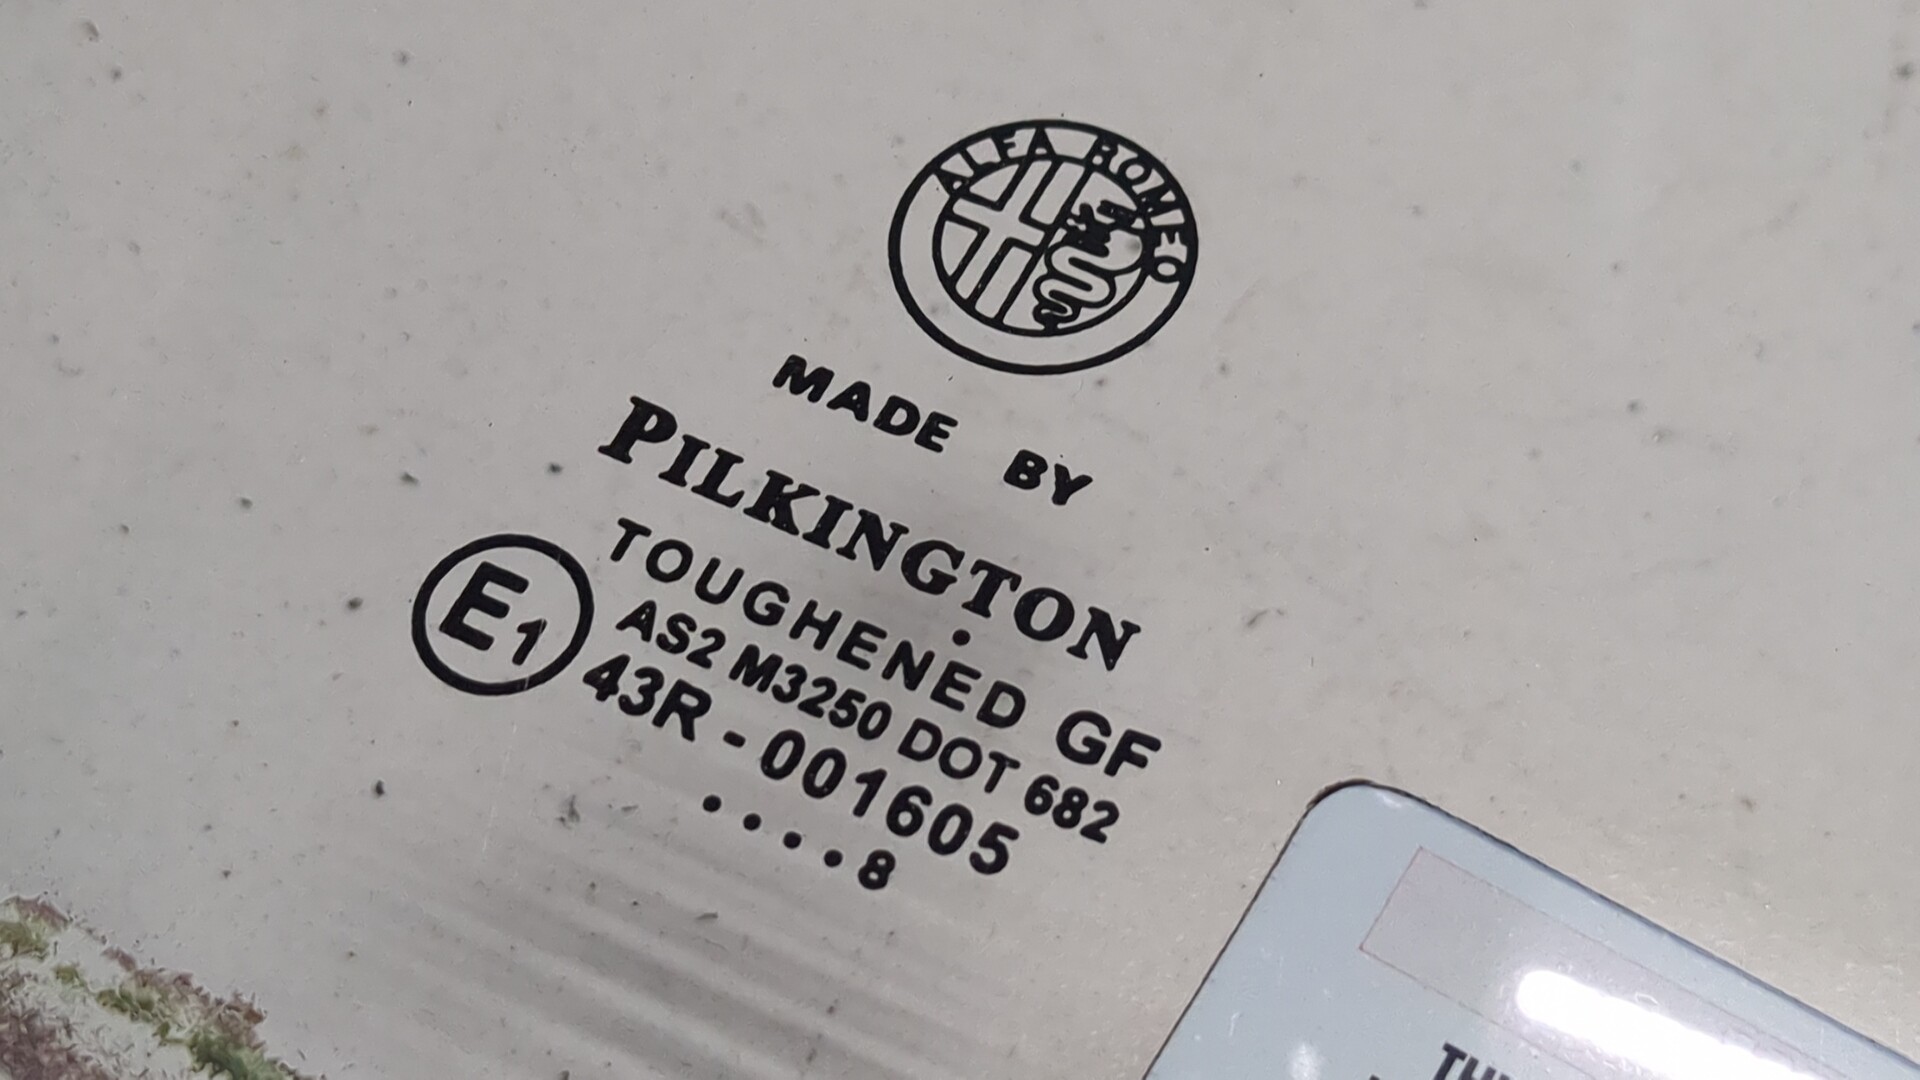 ALFA ROMEO
MADE BY
PILKINGTON
TOUGHENED GF
E1
AS2 M3250 DOT 682
43R - 001605
....8